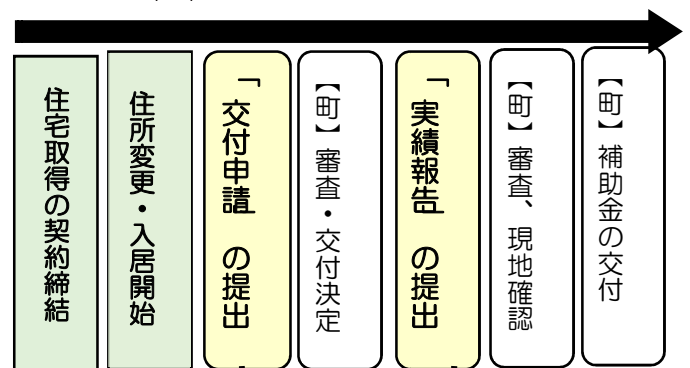 住宅取得の契約締結
住所変更・入居開始
「交付申請」の提出
【町】審査・交付決定
「実績報告」の提出
【町】審査、現地確認
【町】補助金の交付